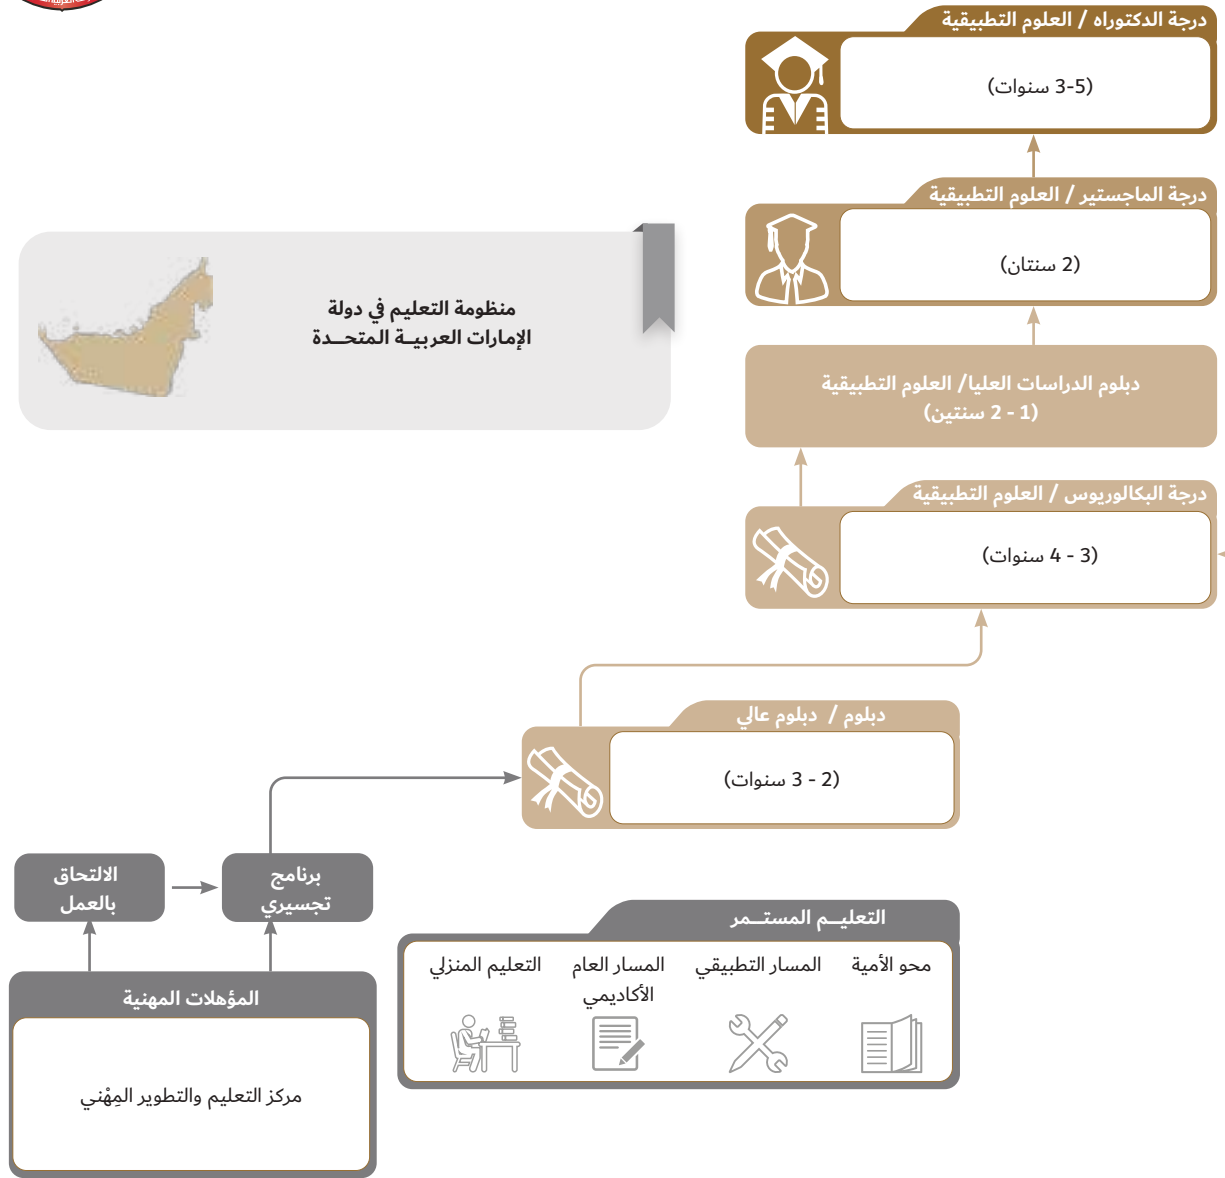 درجة الدكتوراه / العلوم التطبيقية
(3-5 سنوات)
درجة الماجستير / العلوم التطبيقية
(2 سنتان)
منظومة التعليم في دولة
الإمارات العربيــة المتحــدة
دبلوم الدراسات العليا/ العلوم التطبيقية
(1 - 2 سنتين)
درجة البكالوريوس / العلوم التطبيقية
(3 - 4 سنوات)
دبلوم / دبلوم عالي
(2 - 3 سنوات)
برنامج
تجسيري
الالتحاق
بالعمل
التعليــم المستــمر
محو الأمية
المسار التطبيقي
المسار العام
الأكاديمي
التعليم المنزلي
المؤهلات المهنية
مركز التعليم والتطوير المِهْني